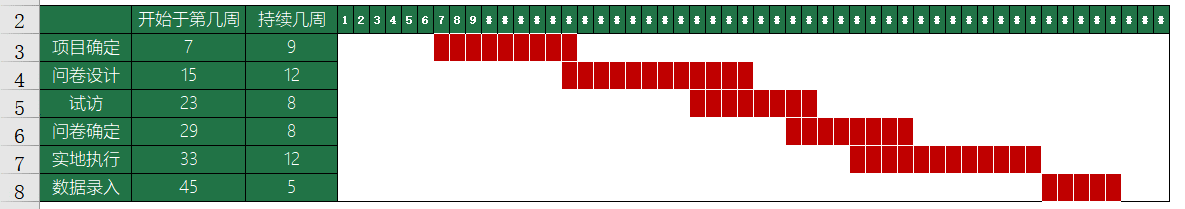 2 开始于第几周 持续几周 1 2 3 4 5 6 7 8 9 # # # # # # # # # # # # # # # # # # # # # # # # # # # # # # # # # # # # # # # # # # #
3 项目确定 7 9
4 问卷设计 15 12
5 试访 23 8
6 问卷确定 29 8
7 实地执行 33 12
8 数据录入 45 5